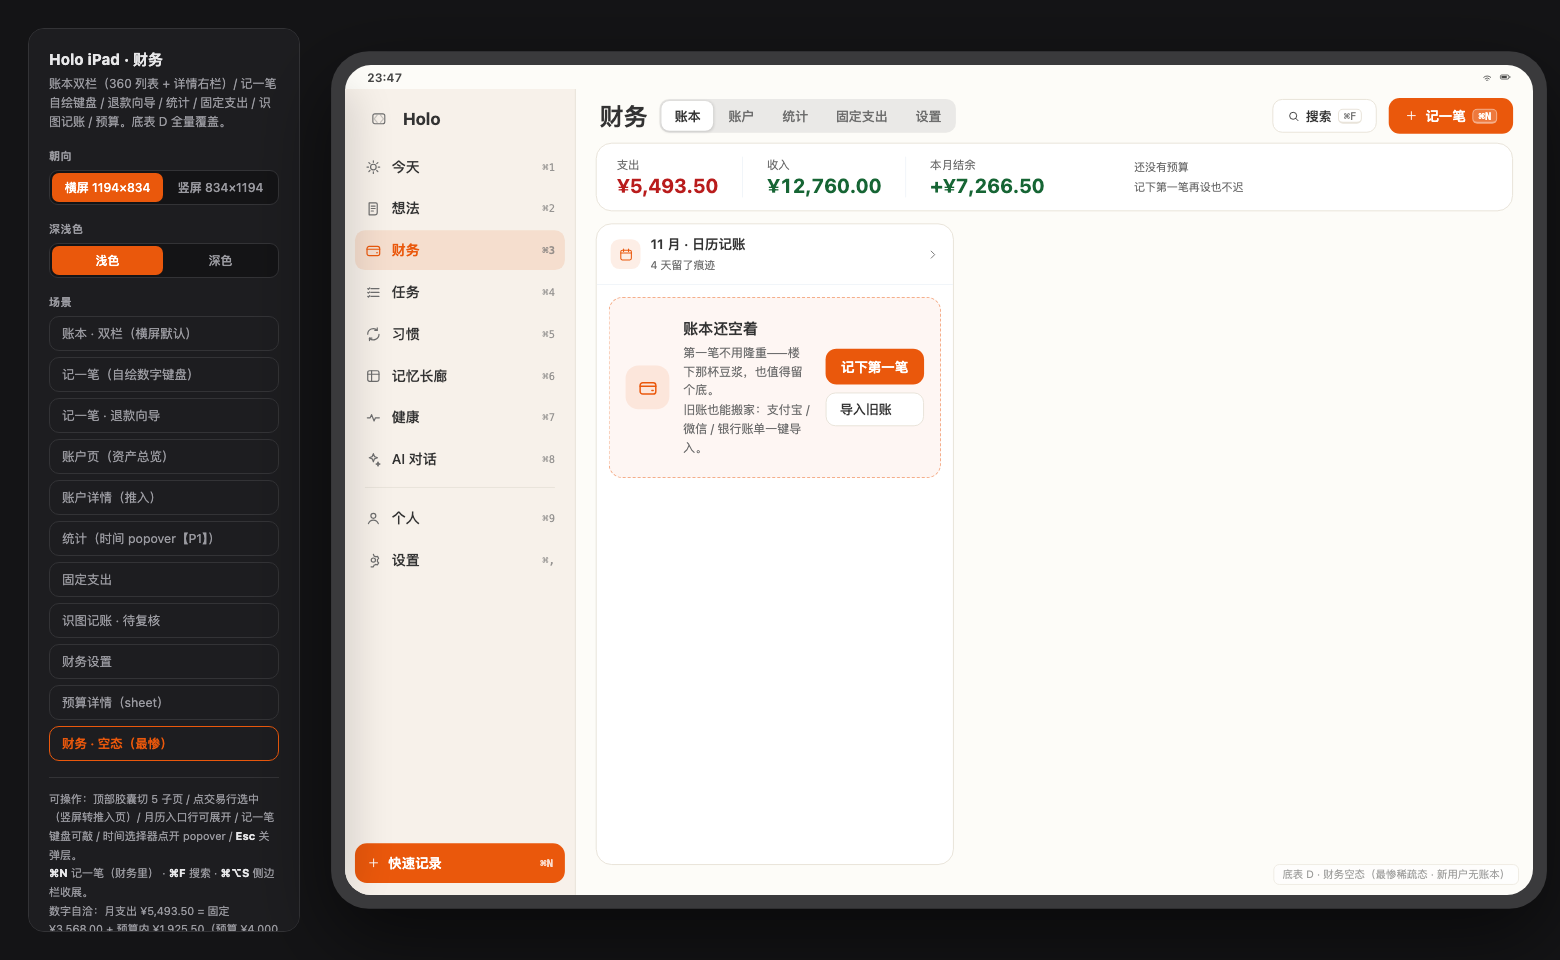 Holo iPad · 财务
账本双栏（360 列表 + 详情右栏）/ 记一笔
自绘键盘 / 退款向导 / 统计 / 固定支出 / 识
图记账 / 预算。底表 D 全量覆盖。
朝向
横屏 1194×834
竖屏 834×1194
深浅色
浅色
深色
场景
账本 · 双栏（横屏默认）
记一笔（自绘数字键盘）
记一笔 · 退款向导
账户页（资产总览）
账户详情（推入）
统计（时间 popover【P1】）
固定支出
识图记账 · 待复核
财务设置
预算详情（sheet）
财务 · 空态（最惨）
可操作：顶部胶囊切 5 子页 / 点交易行选中
（竖屏转推入页）/ 月历入口行可展开 / 记一笔
键盘可敲 / 时间选择器点开 popover / Esc 关
弹层。
⌘N 记一笔（财务里） · ⌘F 搜索 · ⌘⌥S 侧边
栏收展。
数字自洽：月支出 ¥5,493.50 = 固定
¥3,568.00 + 预算内 ¥1,925.50（预算 ¥4,000
23:47
Holo
今天 ⌘1
想法 ⌘2
财务 ⌘3
任务 ⌘4
习惯 ⌘5
记忆长廊 ⌘6
健康 ⌘7
AI 对话 ⌘8
个人 ⌘9
设置 ⌘,
快速记录 ⌘N
财务
账本
账户
统计
固定支出
设置
搜索 ⌘F
记一笔 ⌘N
支出
¥5,493.50
收入
¥12,760.00
本月结余
+¥7,266.50
还没有预算
记下第一笔再设也不迟
11 月 · 日历记账
4 天留了痕迹
账本还空着
第一笔不用隆重——楼
下那杯豆浆，也值得留
个底。
旧账也能搬家：支付宝 /
微信 / 银行账单一键导
入。
记下第一笔
导入旧账
底表 D · 财务空态（最惨稀疏态 · 新用户无账本）